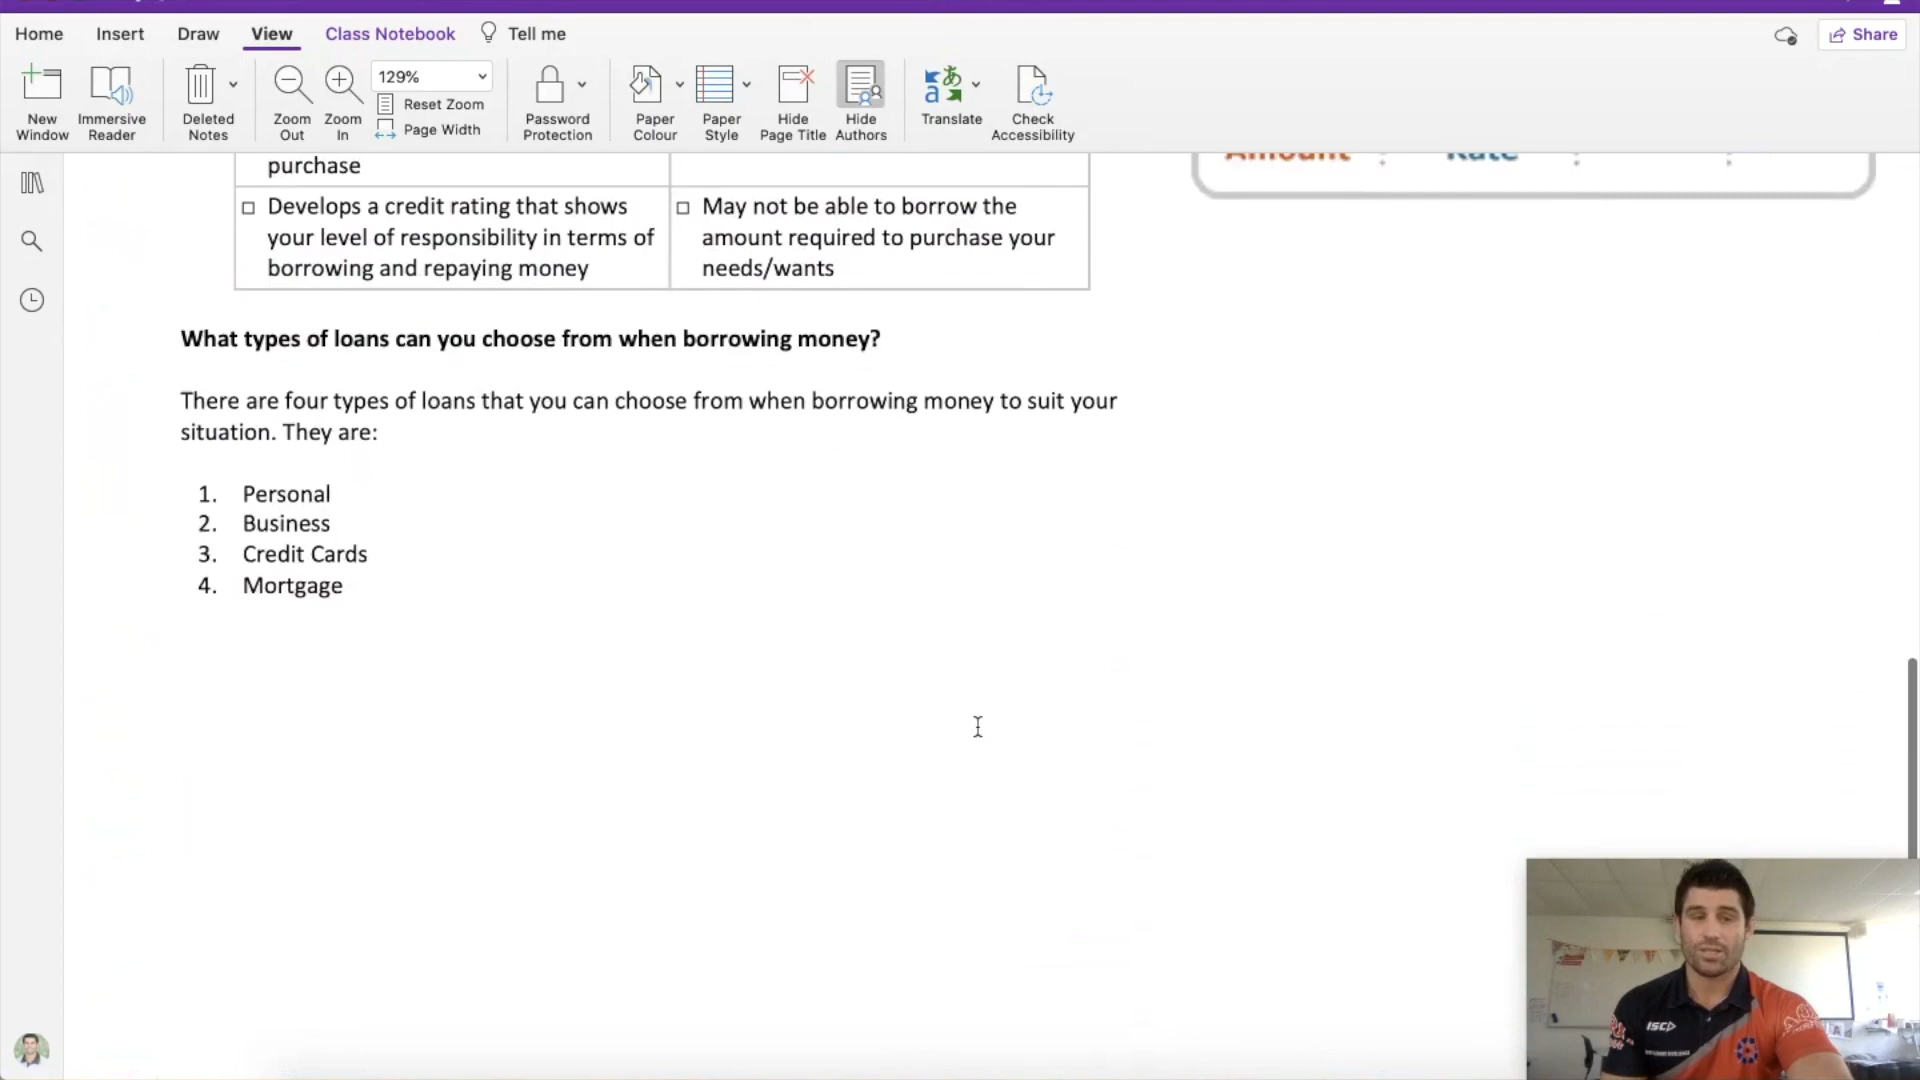 Home Insert Draw View Class Notebook Tell me Share
129%
Reset Zoom
Page Width
New Window
Immersive Reader
Deleted Notes
Zoom Out
Zoom In
Password Protection
Paper Colour
Paper Style
Hide Page Title
Hide Authors
Translate
Check Accessibility
purchase
Amount Rate
Develops a credit rating that shows
your level of responsibility in terms of
borrowing and repaying money
May not be able to borrow the
amount required to purchase your
needs/wants
What types of loans can you choose from when borrowing money?
There are four types of loans that you can choose from when borrowing money to suit your
situation. They are:
1. Personal
2. Business
3. Credit Cards
4. Mortgage
ISC